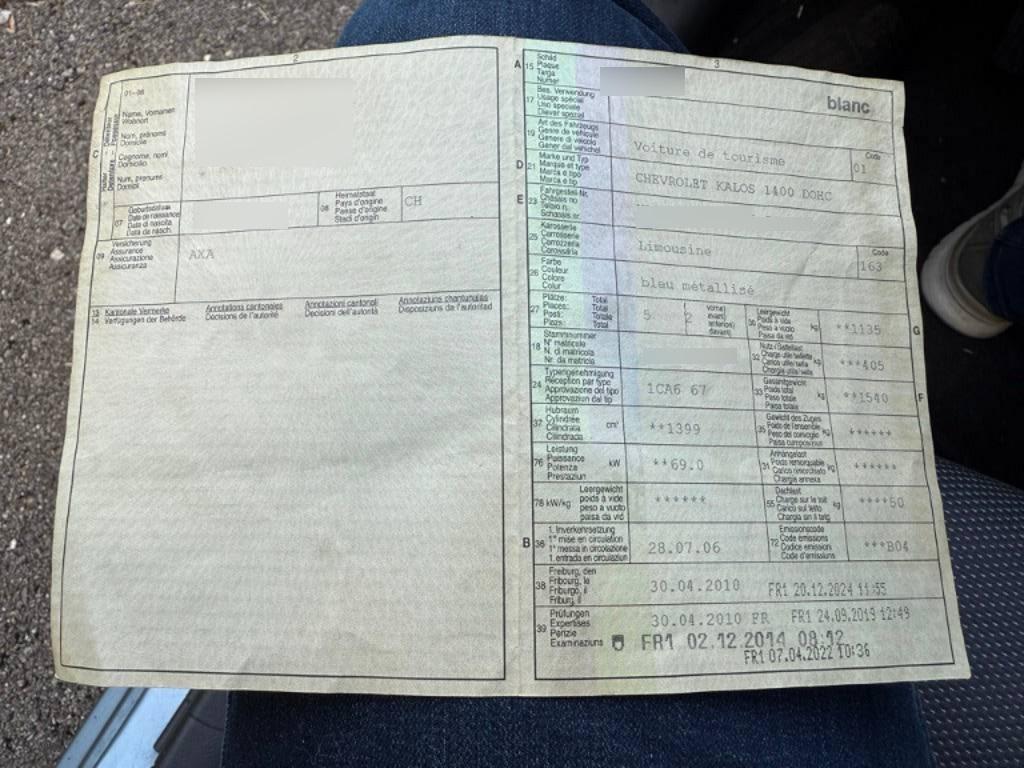 2
01-06
C
Halter Détenteur
Detentore Possessur
Name, Vornamen
Wohnort
Nom, prénoms
Domicile
Cognome, nomi
Domicilio
Num, prenums
Domicil
*
07
Geburtsdatum
Date de naissance
Data di nascita
Data da nasch.
08
Heimatstaat
Pays d'origine
Paese d'origine
Stadi d'origin
CH
09
Versicherung
Assurance
Assicurazione
Assicuranza
AXA
13 Kantonale Vermerke
14 Verfügungen der Behörde
Annotations cantonales
Décisions de l'autorité
Annotazioni cantonali
Decisioni dell'autorità
Annotaziuns chantunalas
Disposiziuns da l'autoritad
3
A
15
Schild
Plaque
Targa
Numer
blanc
17
Bes. Verwendung
Usage spécial
Uso speciale
Diever spezial
19
Art des Fahrzeugs
Genre de véhicule
Genere di veicolo
Gener dal vehichel
Voiture de tourisme
Code
01
D
21
Marke und Typ
Marque et type
Marca e tipo
Marca e tip
CHEVROLET KALOS 1400 DOHC
E
23
Fahrgestell-Nr.
Châssis no
Telaio n.
Schassis nr.
25
Karosserie
Carrosserie
Carrozzeria
Carossaria
Limousine
Code
163
26
Farbe
Couleur
Colore
Colur
bleu métallisé
27
Plätze: Total
Places: Total
Posti: Totale
Plazs: Total
5
vorne)
avant)
anteriori)
davant)
2
30
Leergewicht
Poids à vide
Peso a vuoto
Paisa da vid
kg
**1135
G
18
Stammnummer
N° matricule
N. di matricola
Nr. da matricla
32
Nutz-/Sattellast
Charge utile/sellette
Carico utile/sella
Chargia utila/sella
kg
***405
24
Typengenehmigung
Réception par type
Approvazione del tipo
Approvaziun dal tip
1CA6 67
33
Gesamtgewicht
Poids total
Peso totale
Paisa totala
kg
**1540
F
37
Hubraum
Cylindrée
Cilindrata
Cilindrada
cm³
**1399
35
Gewicht des Zuges
Poids de l'ensemble
Peso del convoglio
Paisa cumposiziun
kg
******
76
Leistung
Puissance
Potenza
Prestaziun
kW
**69.0
31
Anhängelast
Poids remorquable
Carico rimorchiato
Chargia annexa
kg
******
78 kW/kg
Leergewicht
poids à vide
peso a vuoto
paisa da vid
******
55
Dachlast
Charge sur le toit
Carico sul tetto
Chargia sin il tetg
kg
****50
B
36
1. Inverkehrsetzung
1re mise en circulation
1a messa in circolazione
1. entrada en circulaziun
28.07.06
72
Emissionscode
Code émissions
Codice emissioni
Code d'emissiuns
***B04
38
Freiburg, den
Fribourg, le
Friburgo, il
Friburg, il
30.04.2010
FR1 20.12.2024 11:55
39
Prüfungen
Expertises
Perizie
Examinaziuns
30.04.2010 FR
FR1 24.09.2019 12:49
FR1 02.12.2014 08:12
FR1 07.04.2022 10:36